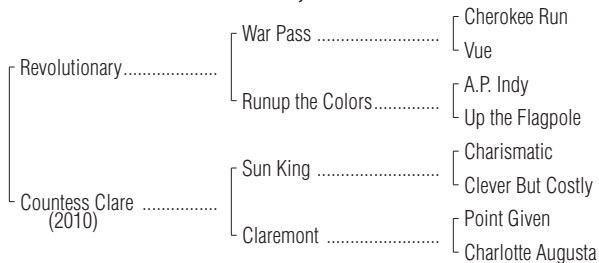 Cherokee Run
War Pass ....................
Vue
Revolutionary....................
A.P. Indy
Runup the Colors..............
Up the Flagpole
Charismatic
Sun King ....................
Clever But Costly
Countess Clare ................
(2010)
Point Given
Claremont .......................
Charlotte Augusta